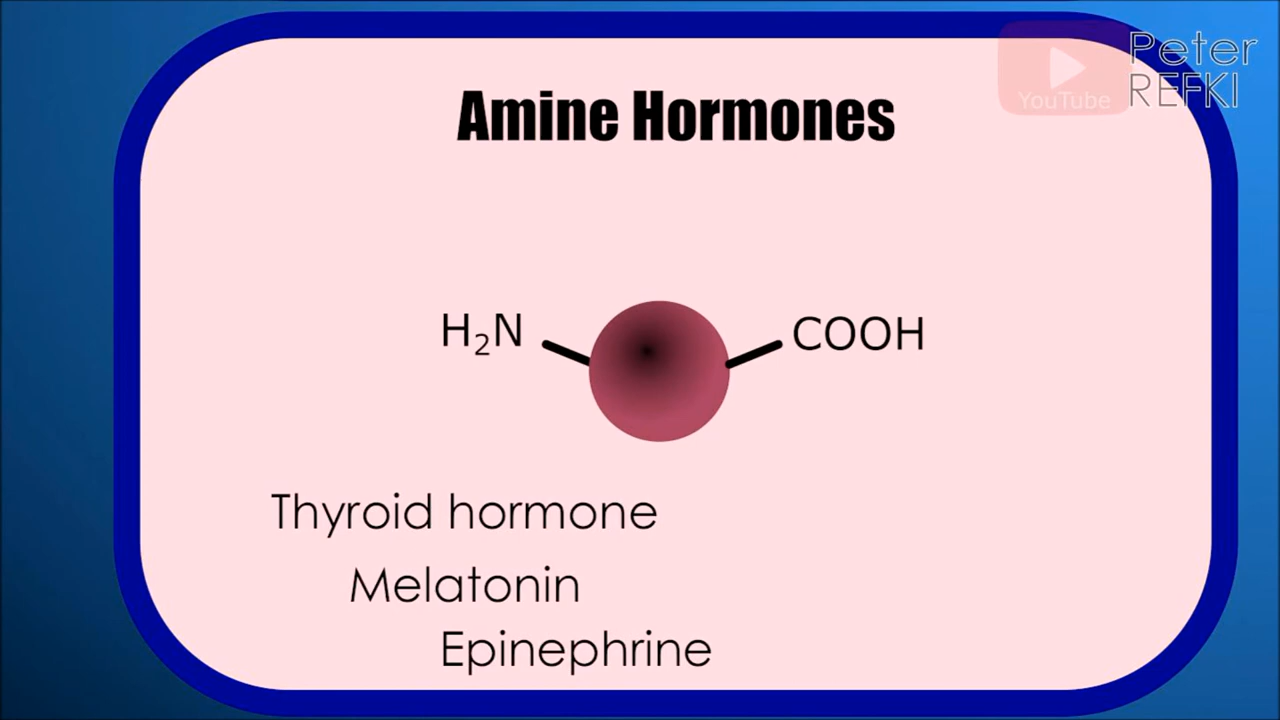 Peter
REFKI
YouTube
Amine Hormones
H₂N
COOH
Thyroid hormone
Melatonin
Epinephrine